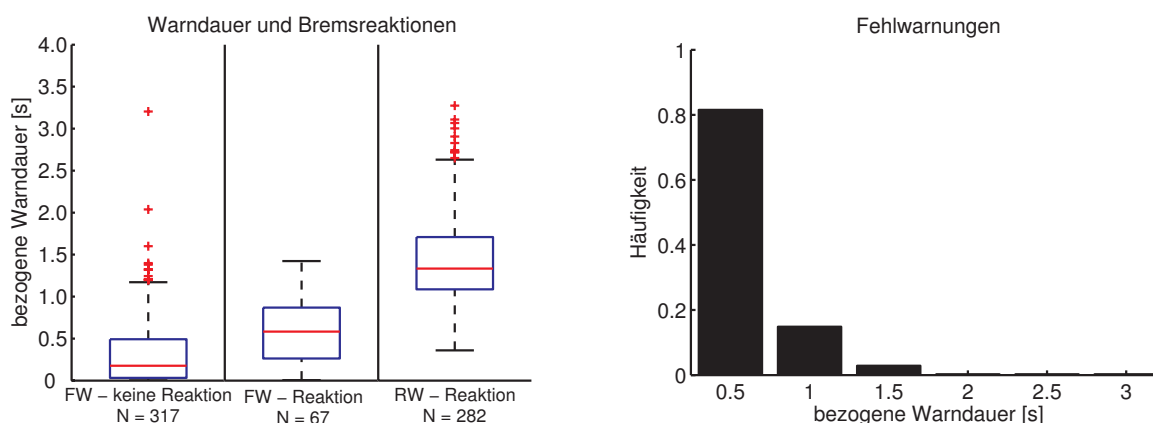 Warndauer und Bremsreaktionen
bezogene Warndauer [s]
4.0
3.5
3.0
2.5
2.0
1.5
1.0
0.5
0
FW – keine Reaktion
N = 317
FW – Reaktion
N = 67
RW – Reaktion
N = 282
Fehlwarnungen
Häufigkeit
1
0.8
0.6
0.4
0.2
0
0.5 1 1.5 2 2.5 3
bezogene Warndauer [s]